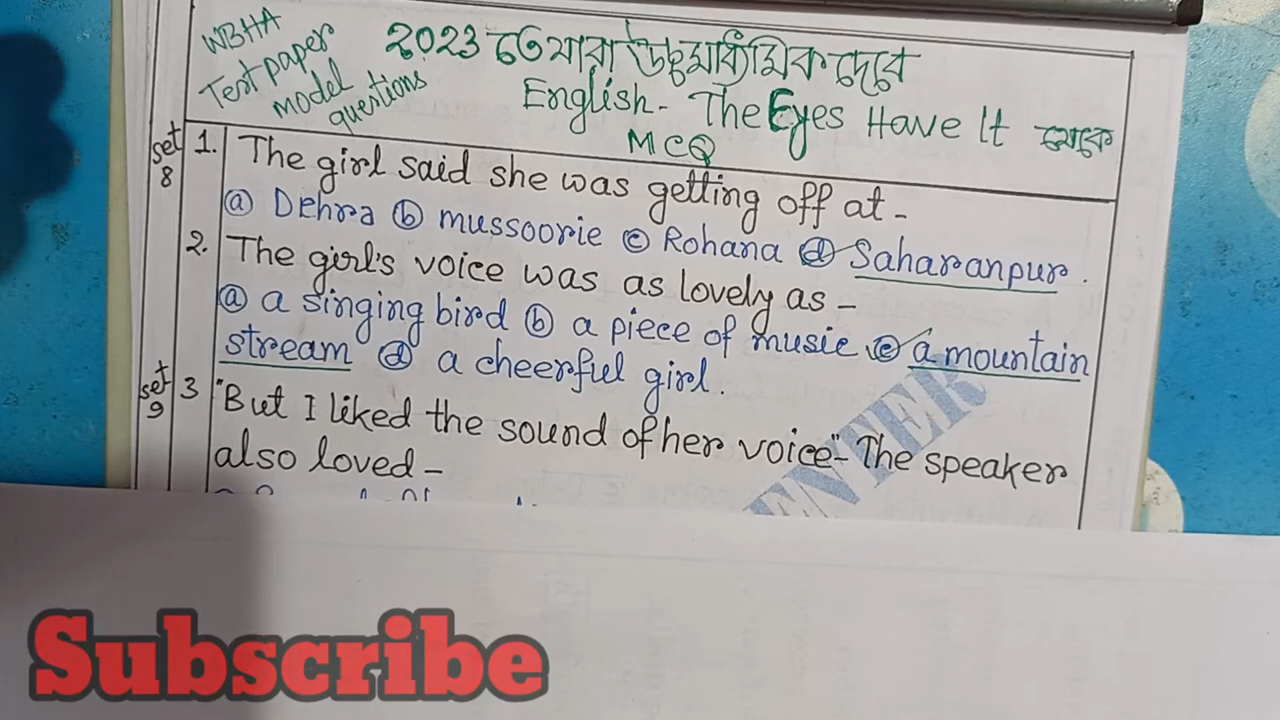 WBHA
Test paper
model
questions
2023 তে যারা উচ্চমাধ্যমিক দেবে
English - The Eyes Have It থেকে
MCQ
set 8
1. The girl said she was getting off at -
ⓐ Dehra ⓑ mussoorie ⓒ Rohana ⓓ Saharanpur.
2. The girl's voice was as lovely as -
ⓐ a singing bird ⓑ a piece of music ⓒ a mountain
stream ⓓ a cheerful girl.
set 9
3 "But I liked the sound of her voice"- The speaker
also loved -
ENTER
Subscribe